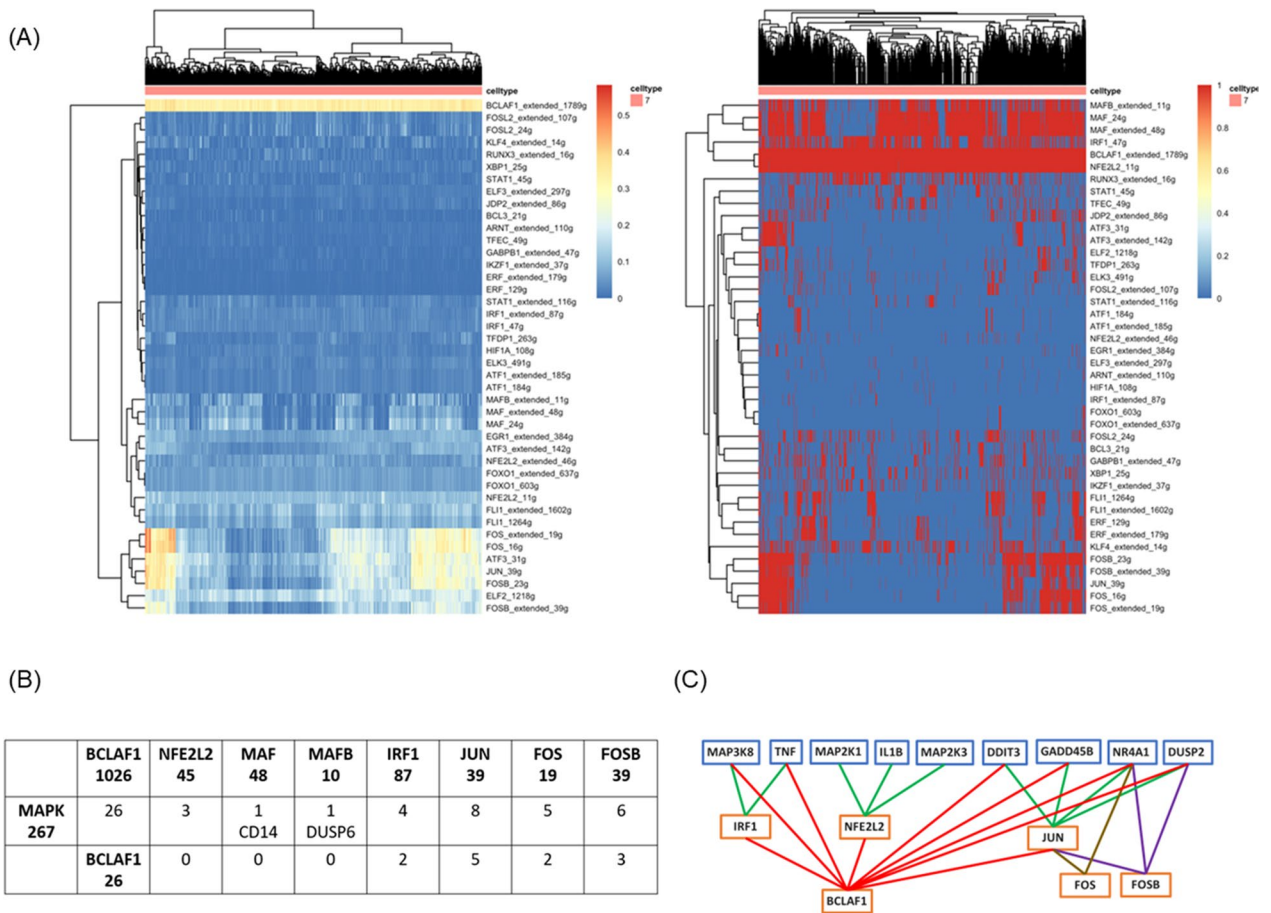 (A)
celltype
celltype
7
0.5
0.4
0.3
0.2
0.1
0
BCLAF1_extended_1789g
FOSL2_extended_107g
FOSL2_24g
KLF4_extended_14g
RUNX3_extended_16g
XBP1_25g
STAT1_45g
ELF3_extended_297g
JDP2_extended_86g
BCL3_21g
ARNT_extended_110g
TFEC_49g
GABPB1_extended_47g
IKZF1_extended_37g
ERF_extended_179g
ERF_129g
STAT1_extended_116g
IRF1_extended_87g
IRF1_47g
TFDP1_263g
HIF1A_108g
ELK3_491g
ATF1_extended_185g
ATF1_184g
MAFB_extended_11g
MAF_extended_48g
MAF_24g
EGR1_extended_384g
ATF3_extended_142g
NFE2L2_extended_46g
FOXO1_extended_637g
FOXO1_603g
NFE2L2_11g
FLI1_extended_1602g
FLI1_1264g
FOS_extended_19g
FOS_16g
ATF3_31g
JUN_39g
FOSB_23g
ELF2_1218g
FOSB_extended_39g
celltype
celltype
7
1
0.8
0.6
0.4
0.2
0
MAFB_extended_11g
MAF_24g
MAF_extended_48g
IRF1_47g
BCLAF1_extended_1789g
NFE2L2_11g
RUNX3_extended_16g
STAT1_45g
TFEC_49g
JDP2_extended_86g
ATF3_31g
ATF3_extended_142g
ELF2_1218g
TFDP1_263g
ELK3_491g
FOSL2_extended_107g
STAT1_extended_116g
ATF1_184g
ATF1_extended_185g
NFE2L2_extended_46g
EGR1_extended_384g
ELF3_extended_297g
ARNT_extended_110g
HIF1A_108g
IRF1_extended_87g
FOXO1_603g
FOXO1_extended_637g
FOSL2_24g
BCL3_21g
GABPB1_extended_47g
XBP1_25g
IKZF1_extended_37g
FLI1_1264g
FLI1_extended_1602g
ERF_129g
ERF_extended_179g
KLF4_extended_14g
FOSB_23g
FOSB_extended_39g
JUN_39g
FOS_16g
FOS_extended_19g
(B)
BCLAF1 NFE2L2 MAF MAFB IRF1 JUN FOS FOSB
1026 45 48 10 87 39 19 39
MAPK 26 3 1 1 4 8 5 6
267 CD14 DUSP6
BCLAF1 0 0 0 2 5 2 3
26
(C)
MAP3K8 TNF MAP2K1 IL1B MAP2K3 DDIT3 GADD45B NR4A1 DUSP2
IRF1 NFE2L2 JUN
FOS FOSB
BCLAF1